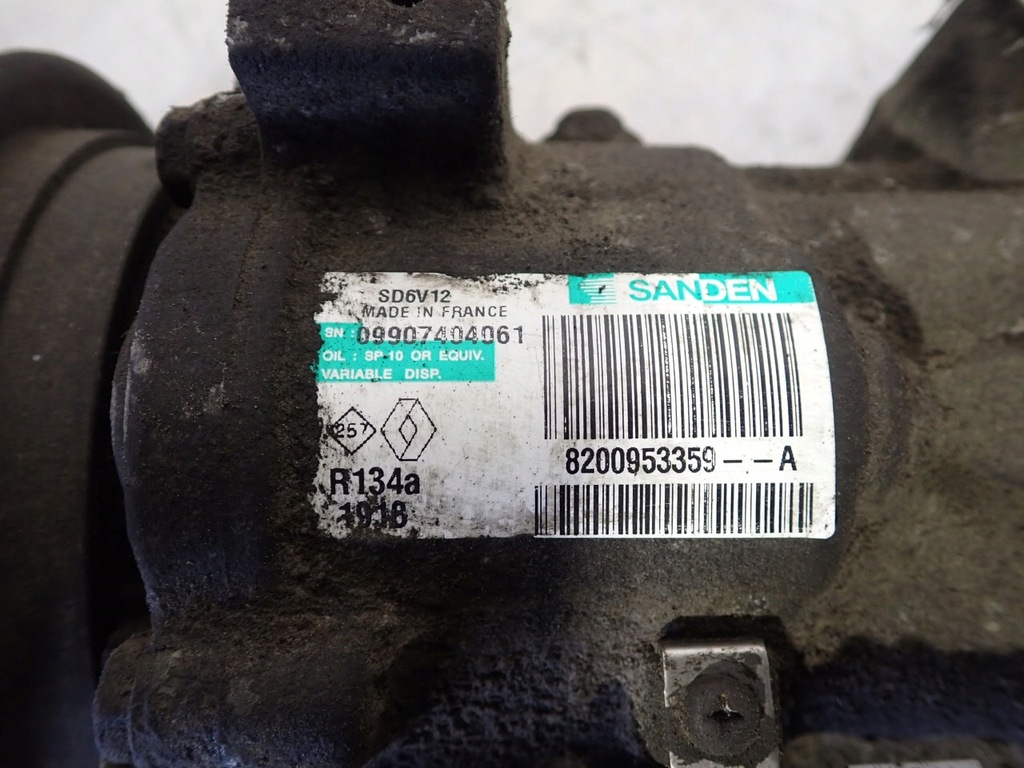 SD6V12
MADE IN FRANCE
SANDEN
SN: 09907404061
OIL : SP-10 OR EQUIV.
VARIABLE DISP.
257
8200953359--A
R134a
1918